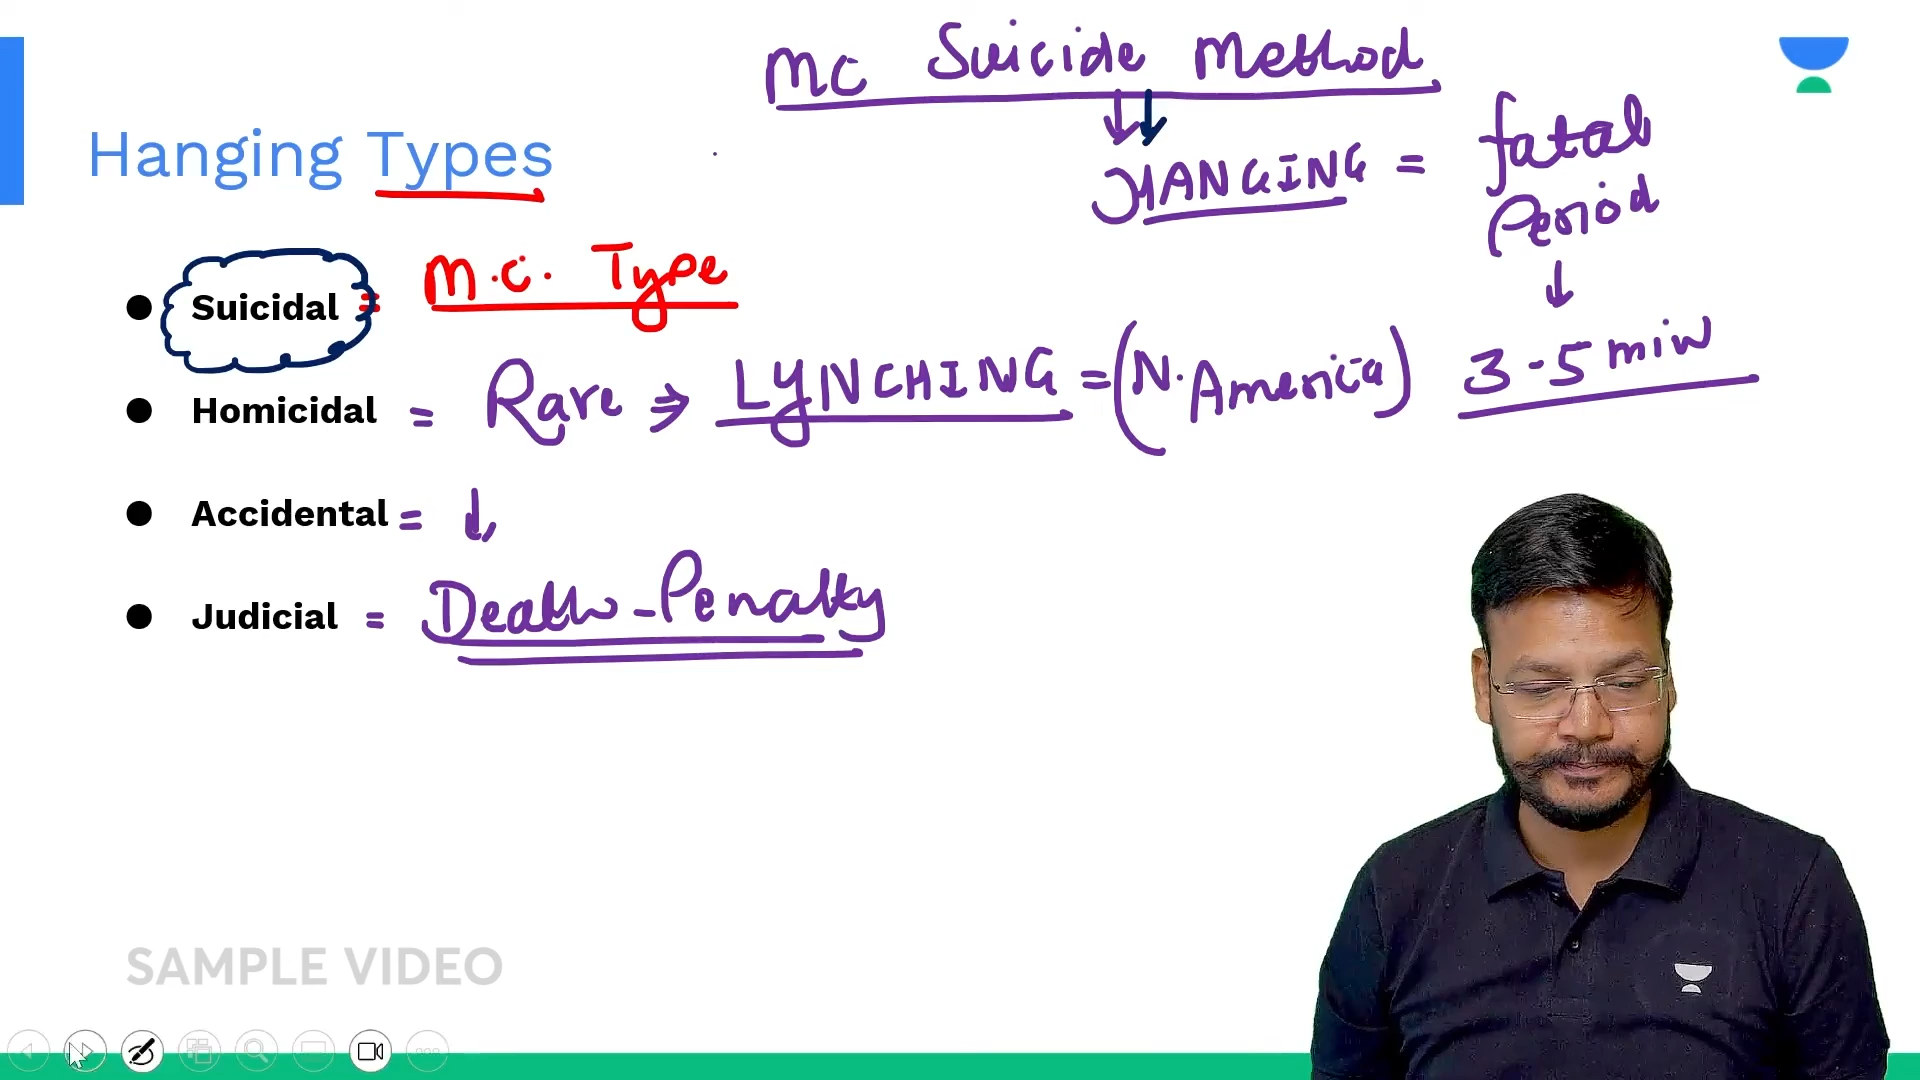 MC Suicide Method
Hanging Types
HANGING = fatal
Period
Suicidal = M.C. Type
3-5 min
Homicidal = Rare ⇒ LYNCHING = (N. America)
Accidental = ↓
Judicial = Death-Penalty
SAMPLE VIDEO